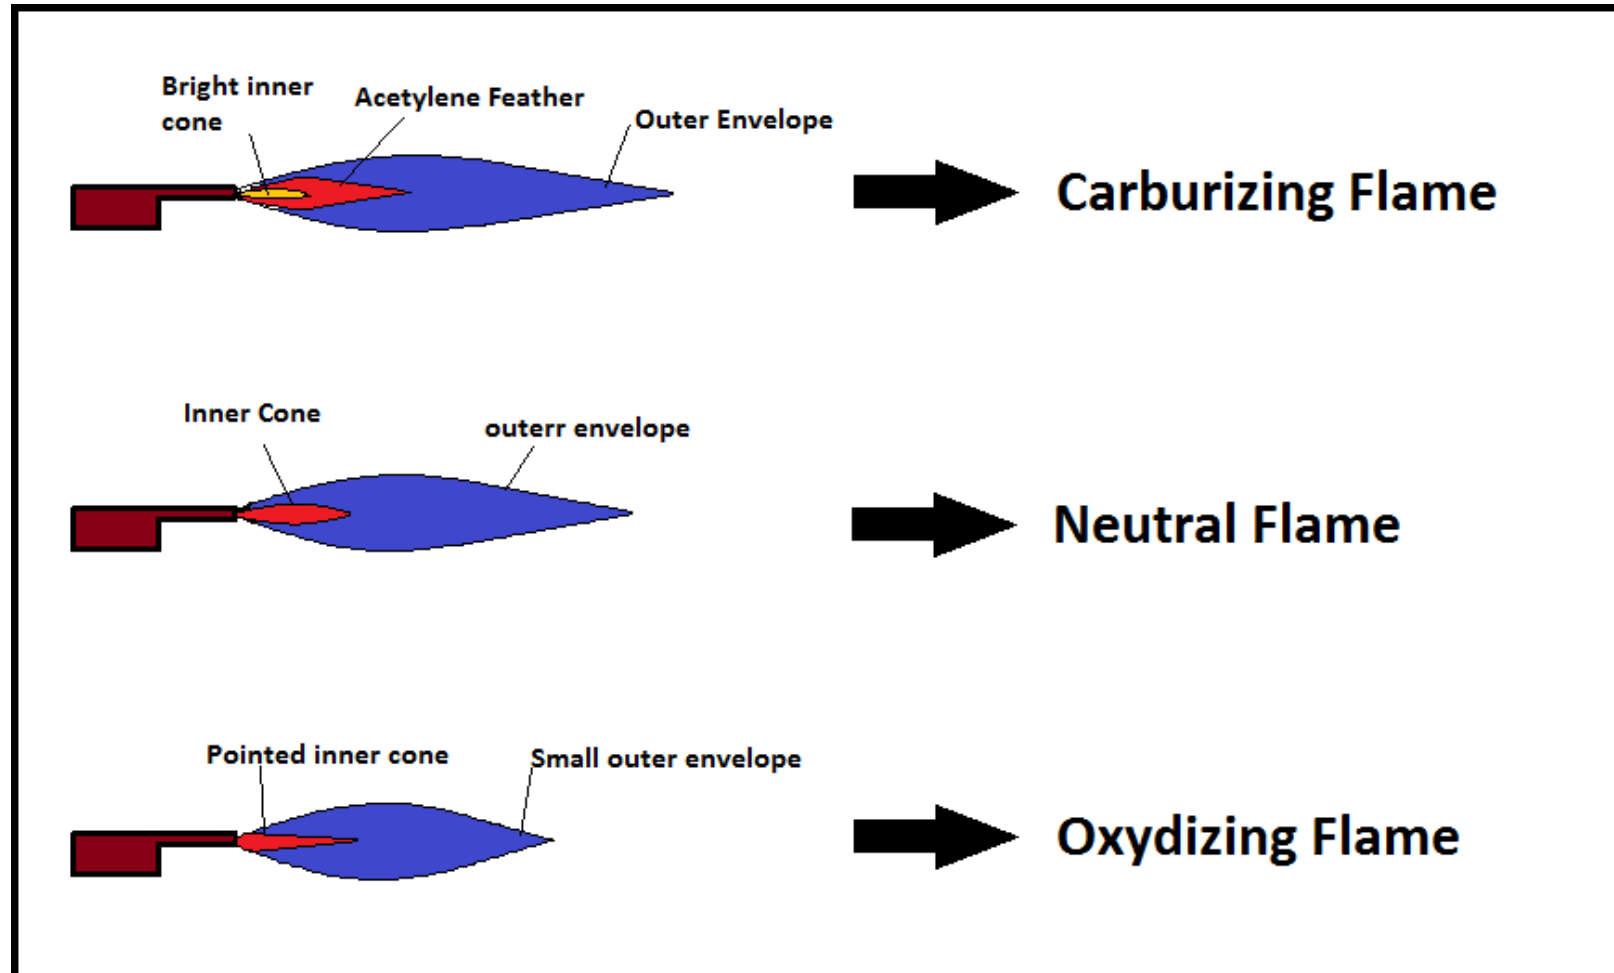 Bright inner
cone
Acetylene Feather
Outer Envelope
Carburizing Flame
Inner Cone
outerr envelope
Neutral Flame
Pointed inner cone
Small outer envelope
Oxydizing Flame